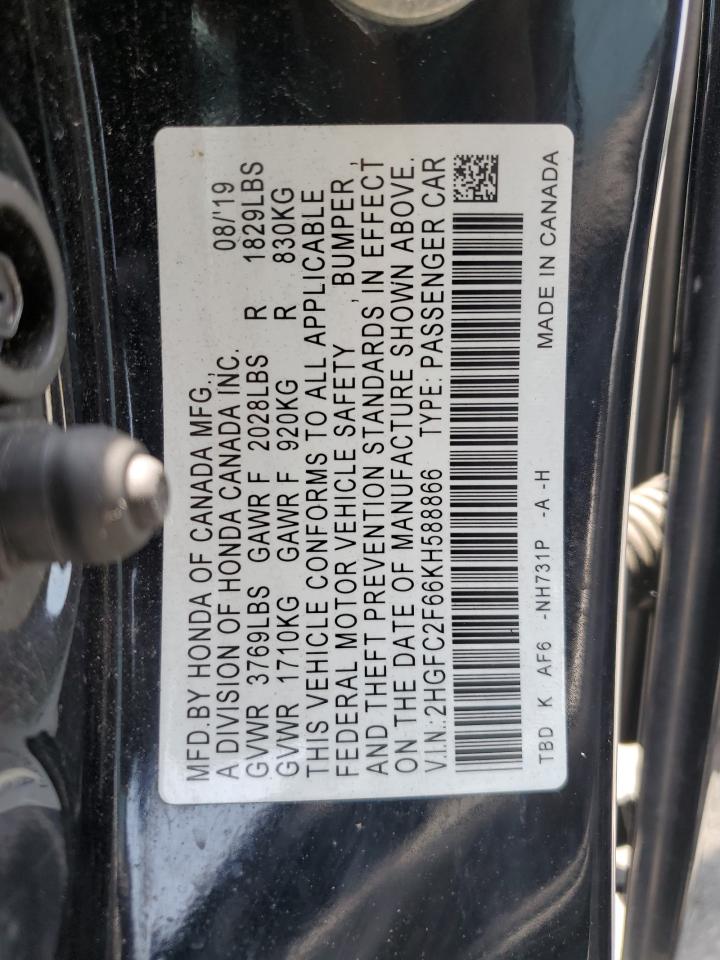 MFD.BY HONDA OF CANADA MFG., 08/'19
A DIVISION OF HONDA CANADA INC.
GVWR 3769LBS GAWR F 2028LBS R 1829LBS
GVWR 1710KG GAWR F 920KG R 830KG
THIS VEHICLE CONFORMS TO ALL APPLICABLE
FEDERAL MOTOR VEHICLE SAFETY , BUMPER ,
AND THEFT PREVENTION STANDARDS IN EFFECT
ON THE DATE OF MANUFACTURE SHOWN ABOVE.
V.I.N.:2HGFC2F66KH588866 TYPE: PASSENGER CAR
TBD K AF6 -NH731P -A -H MADE IN CANADA